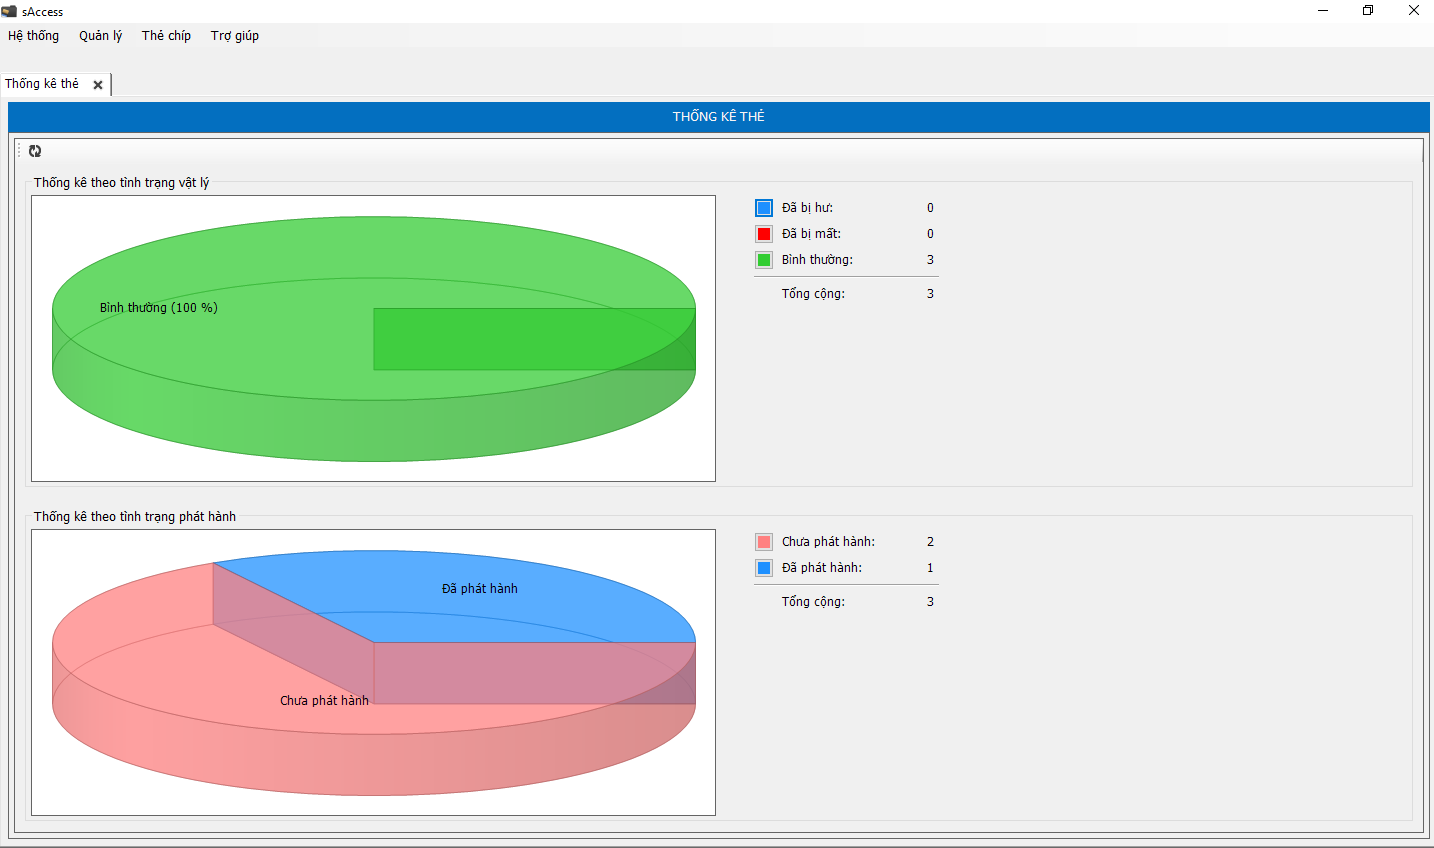 sAccess
Hệ thống Quản lý Thẻ chíp Trợ giúp
Thống kê thẻ
THỐNG KÊ THẺ
Thống kê theo tình trạng vật lý
Bình thường (100 %)
Đã bị hư: 0
Đã bị mất: 0
Bình thường: 3
Tổng cộng: 3
Thống kê theo tình trạng phát hành
Đã phát hành
Chưa phát hành
Chưa phát hành: 2
Đã phát hành: 1
Tổng cộng: 3